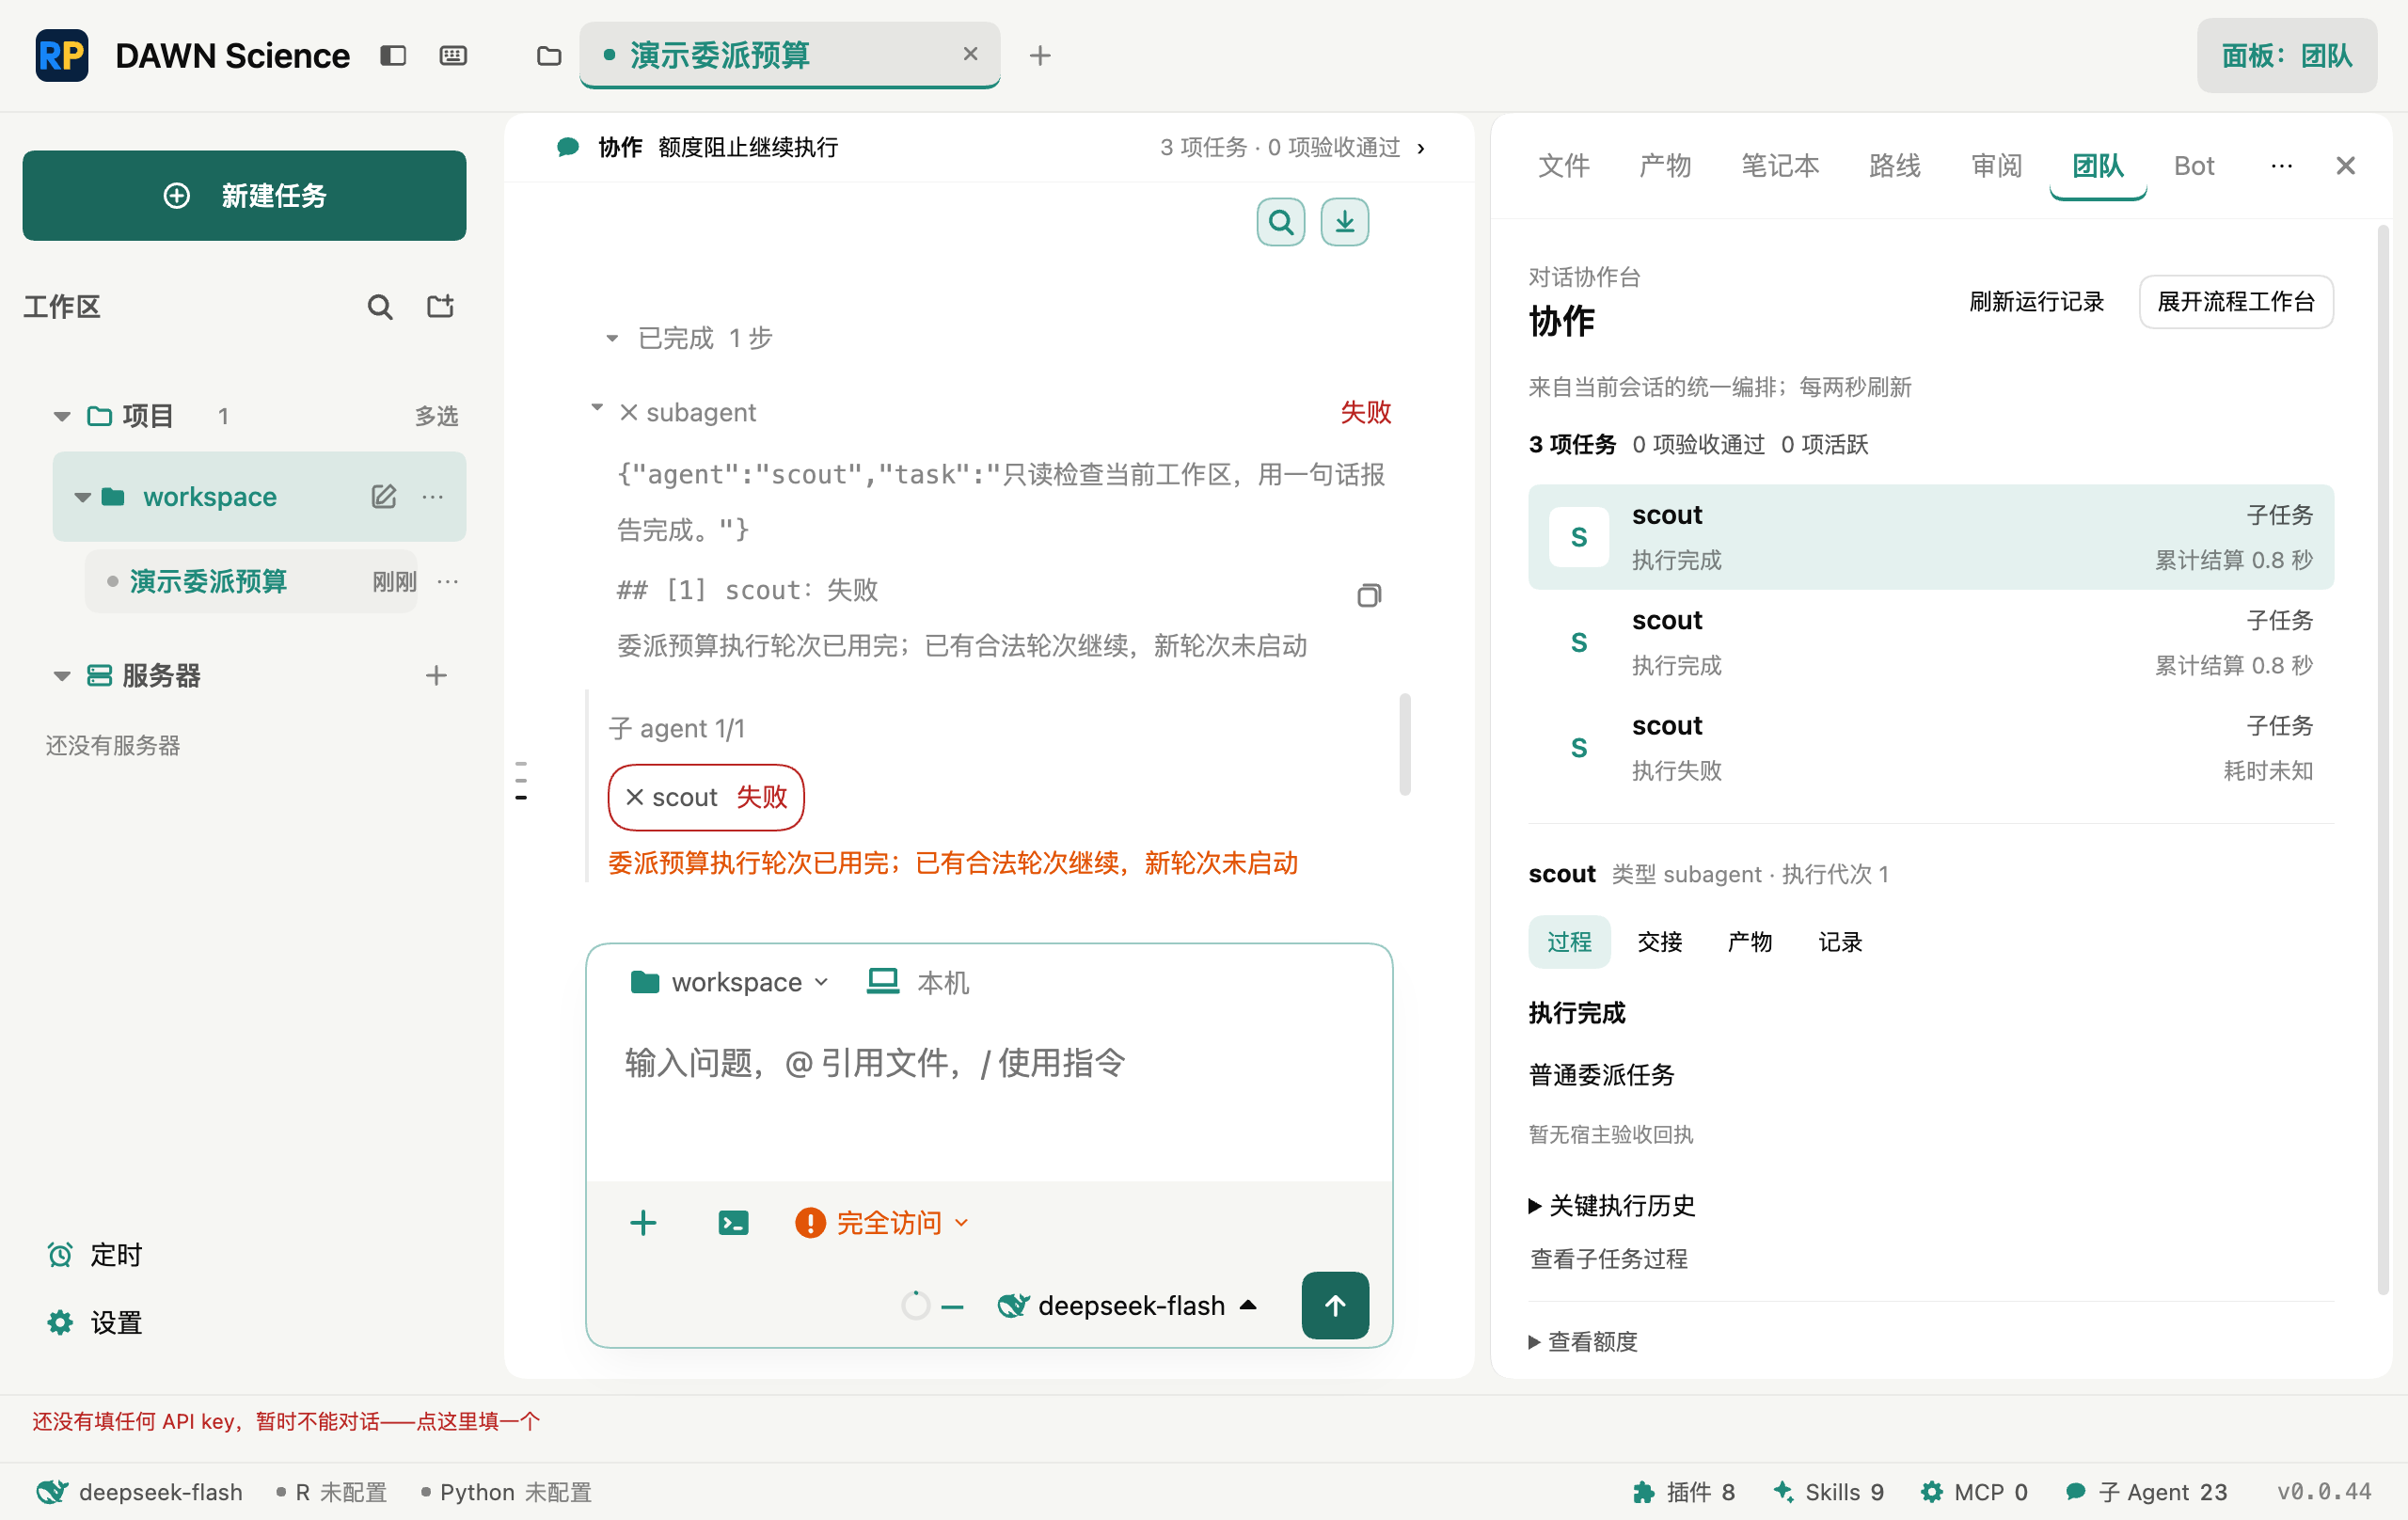 RP DAWN Science
演示委派预算
面板：团队
新建任务
工作区
项目 1 多选
workspace
演示委派预算 刚刚
服务器
还没有服务器
定时
设置
协作 额度阻止继续执行 3 项任务 · 0 项验收通过 ›
已完成 1 步
subagent 失败
{"agent":"scout","task":"只读检查当前工作区，用一句话报
告完成。"}
## [1] scout: 失败
委派预算执行轮次已用完；已有合法轮次继续，新轮次未启动
子 agent 1/1
scout 失败
委派预算执行轮次已用完；已有合法轮次继续，新轮次未启动
workspace 本机
输入问题，@ 引用文件，/ 使用指令
完全访问
deepseek-flash
文件 产物 笔记本 路线 审阅 团队 Bot ···
对话协作台
协作
刷新运行记录 展开流程工作台
来自当前会话的统一编排；每两秒刷新
3 项任务 0 项验收通过 0 项活跃
S scout 子任务
执行完成 累计结算 0.8 秒
S scout 子任务
执行完成 累计结算 0.8 秒
S scout 子任务
执行失败 耗时未知
scout 类型 subagent · 执行代次 1
过程 交接 产物 记录
执行完成
普通委派任务
暂无宿主验收回执
关键执行历史
查看子任务过程
查看额度
还没有填任何 API key，暂时不能对话——点这里填一个
deepseek-flash R 未配置 Python 未配置
插件 8 Skills 9 MCP 0 子 Agent 23 v0.0.44